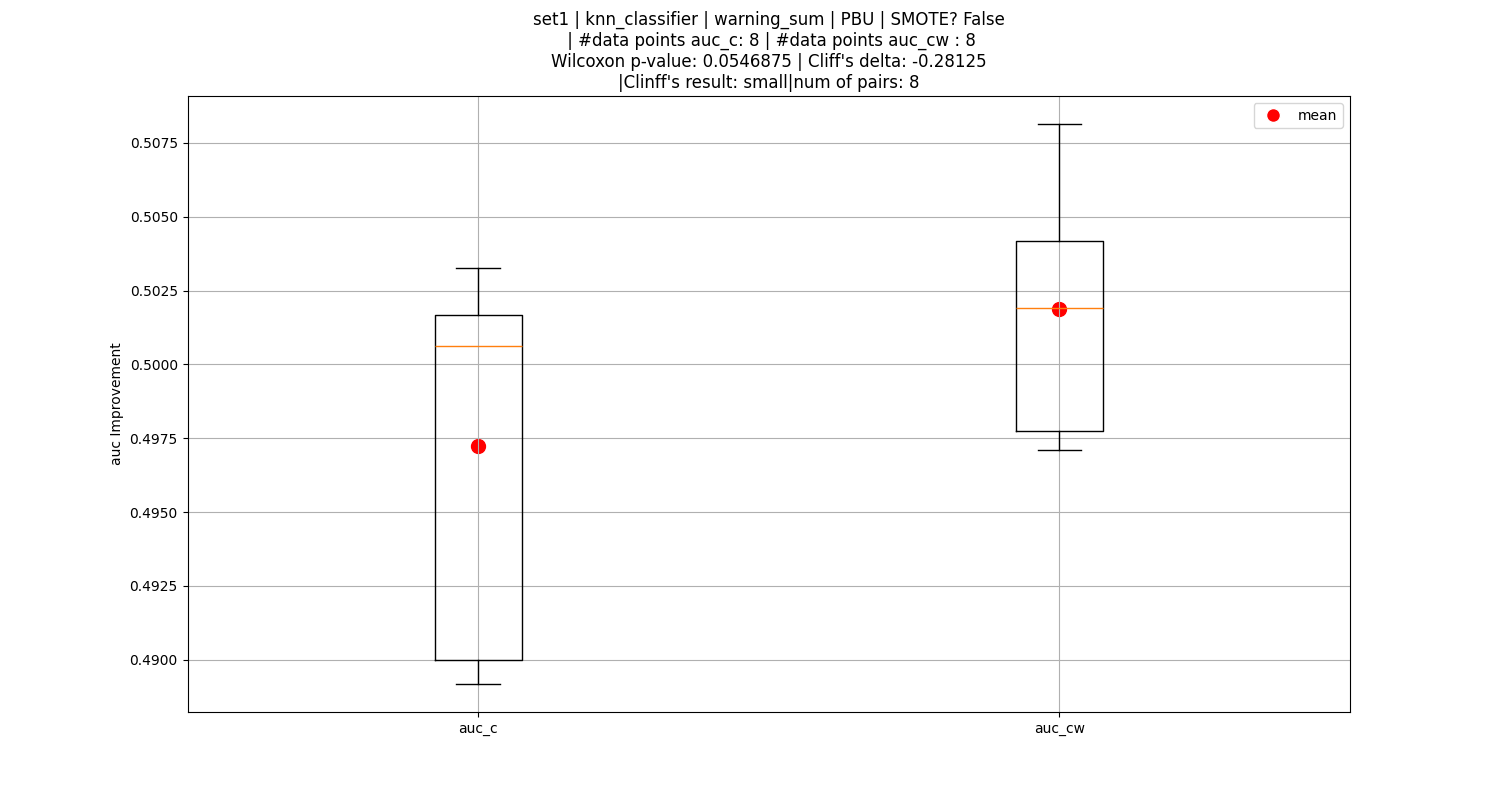 set1 | knn_classifier | warning_sum | PBU | SMOTE? False
| #data points auc_c: 8 | #data points auc_cw : 8
Wilcoxon p-value: 0.0546875 | Cliff's delta: -0.28125
|Clinff's result: small|num of pairs: 8
mean
0.5075
0.5050
0.5025
0.5000
0.4975
0.4950
0.4925
0.4900
auc Improvement
auc_c
auc_cw